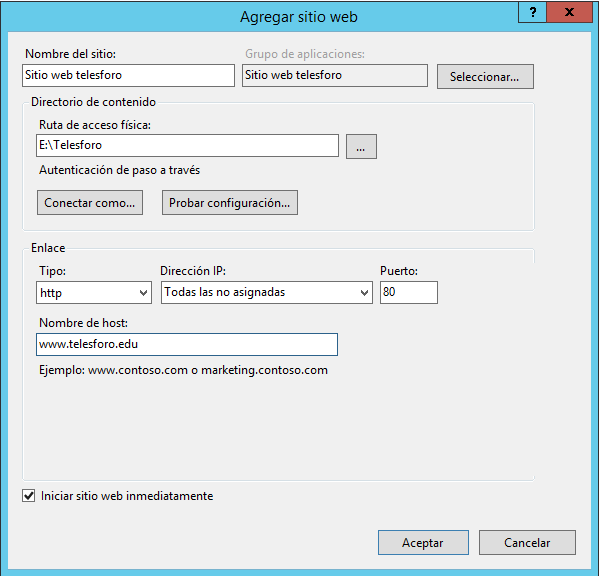 Agregar sitio web
? x
Nombre del sitio: Grupo de aplicaciones:
Sitio web telesforo Sitio web telesforo Seleccionar...
Directorio de contenido
Ruta de acceso física:
E:\Telesforo ...
Autenticación de paso a través
Conectar como... Probar configuración...
Enlace
Tipo: Dirección IP: Puerto:
http Todas las no asignadas 80
Nombre de host:
www.telesforo.edu
Ejemplo: www.contoso.com o marketing.contoso.com
Iniciar sitio web inmediatamente
Aceptar Cancelar